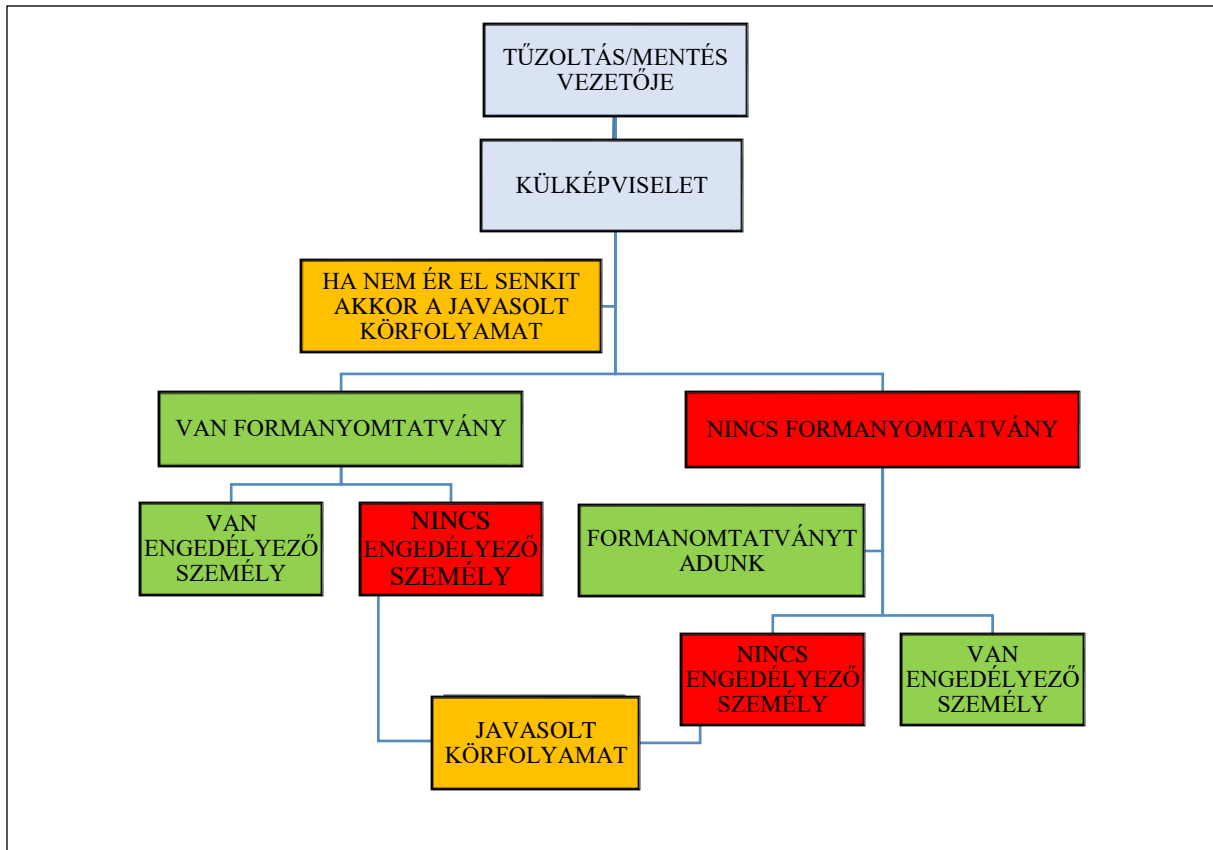 TŰZOLTÁS/MENTÉS
VEZETŐJE
KÜLKÉPVISELET
HA NEM ÉR EL SENKIT
AKKOR A JAVASOLT
KÖRFOLYAMAT
VAN FORMANYOMTATVÁNY
NINCS FORMANYOMTATVÁNY
VAN
ENGEDÉLYEZŐ
SZEMÉLY
NINCS
ENGEDÉLYEZŐ
SZEMÉLY
FORMANOMTATVÁNYT
ADUNK
NINCS
ENGEDÉLYEZŐ
SZEMÉLY
VAN
ENGEDÉLYEZŐ
SZEMÉLY
JAVASOLT
KÖRFOLYAMAT